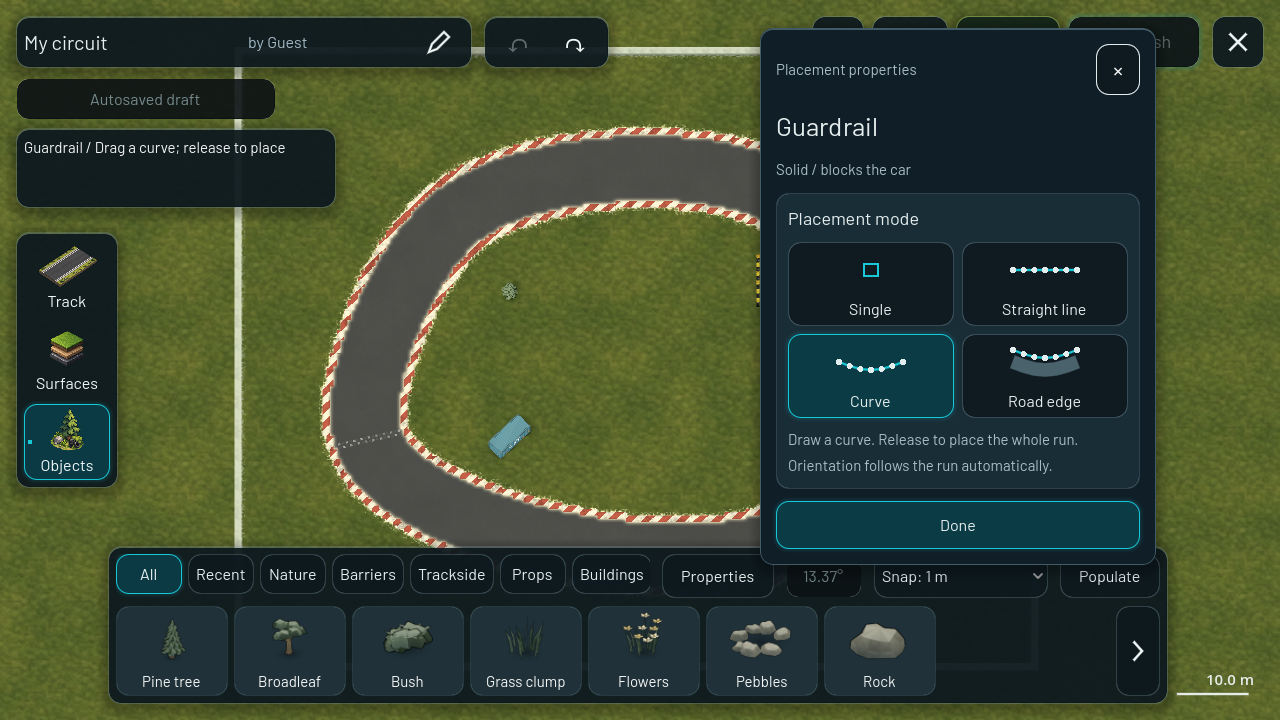 My circuit
by Guest
Autosaved draft
Guardrail / Drag a curve; release to place
Track
Surfaces
Objects
Placement properties
×
Guardrail
Solid / blocks the car
Placement mode
Single
Straight line
Curve
Road edge
Draw a curve. Release to place the whole run.
Orientation follows the run automatically.
Done
All
Recent
Nature
Barriers
Trackside
Props
Buildings
Properties
13.37°
Snap: 1 m
Populate
Pine tree
Broadleaf
Bush
Grass clump
Flowers
Pebbles
Rock
10.0 m